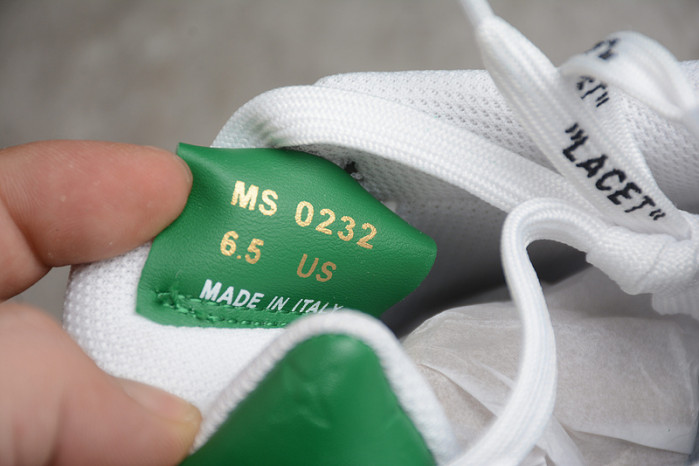 MS 0232
6.5 US
MADE IN ITALY
"LACET"